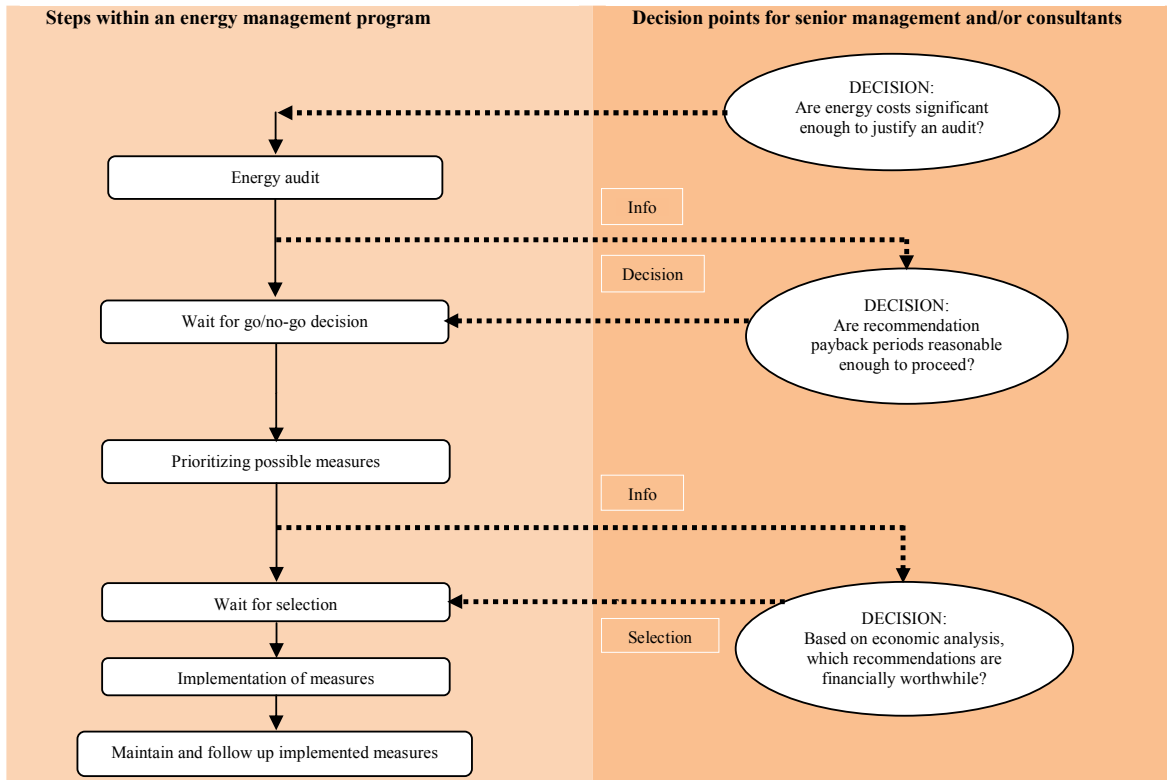 Steps within an energy management program
Decision points for senior management and/or consultants
DECISION:
Are energy costs significant
enough to justify an audit?
Energy audit
Info
Decision
Wait for go/no-go decision
DECISION:
Are recommendation
payback periods reasonable
enough to proceed?
Prioritizing possible measures
Info
Wait for selection
Selection
DECISION:
Based on economic analysis,
which recommendations are
financially worthwhile?
Implementation of measures
Maintain and follow up implemented measures